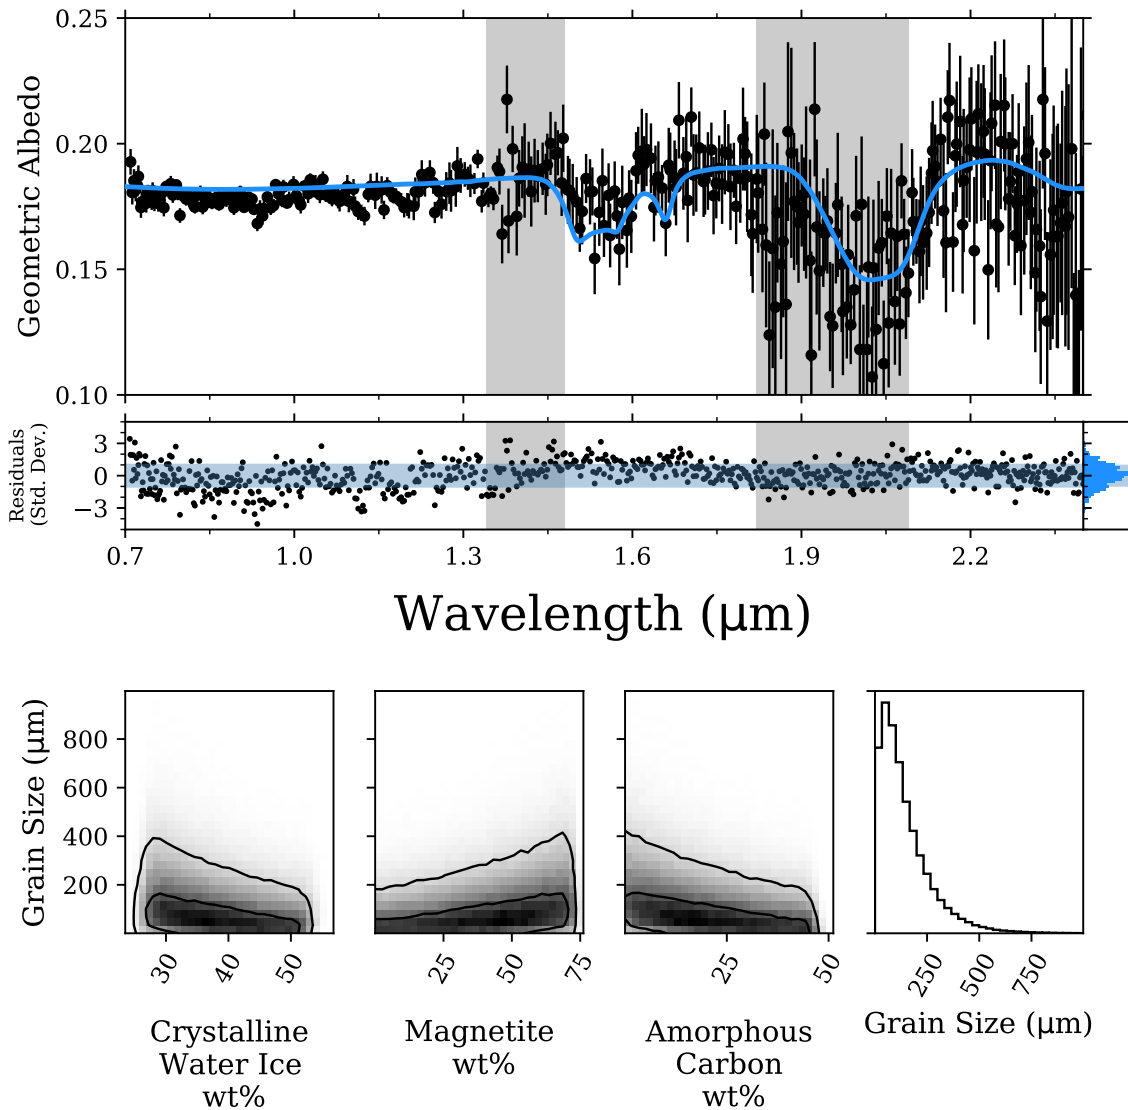 0.25
0.20
0.15
0.10
Geometric Albedo
3
0
−3
Residuals
(Std. Dev.)
0.7 1.0 1.3 1.6 1.9 2.2
Wavelength (μm)
800
600
400
200
Grain Size (μm)
30 40 50
25 50 75
25 50
250 500 750
Crystalline
Water Ice
wt%
Magnetite
wt%
Amorphous
Carbon
wt%
Grain Size (μm)